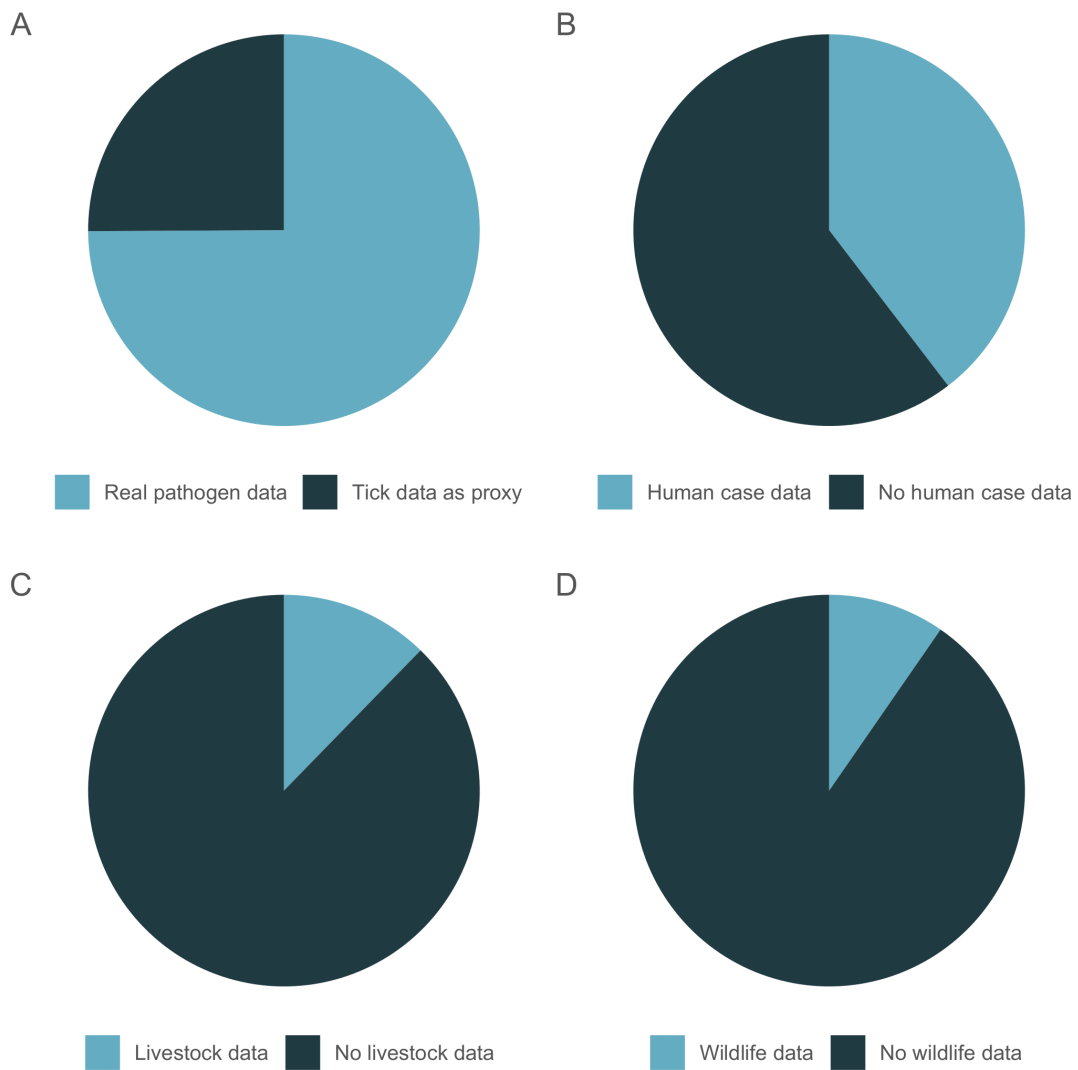 A
B
Real pathogen data
Tick data as proxy
Human case data
No human case data
C
D
Livestock data
No livestock data
Wildlife data
No wildlife data